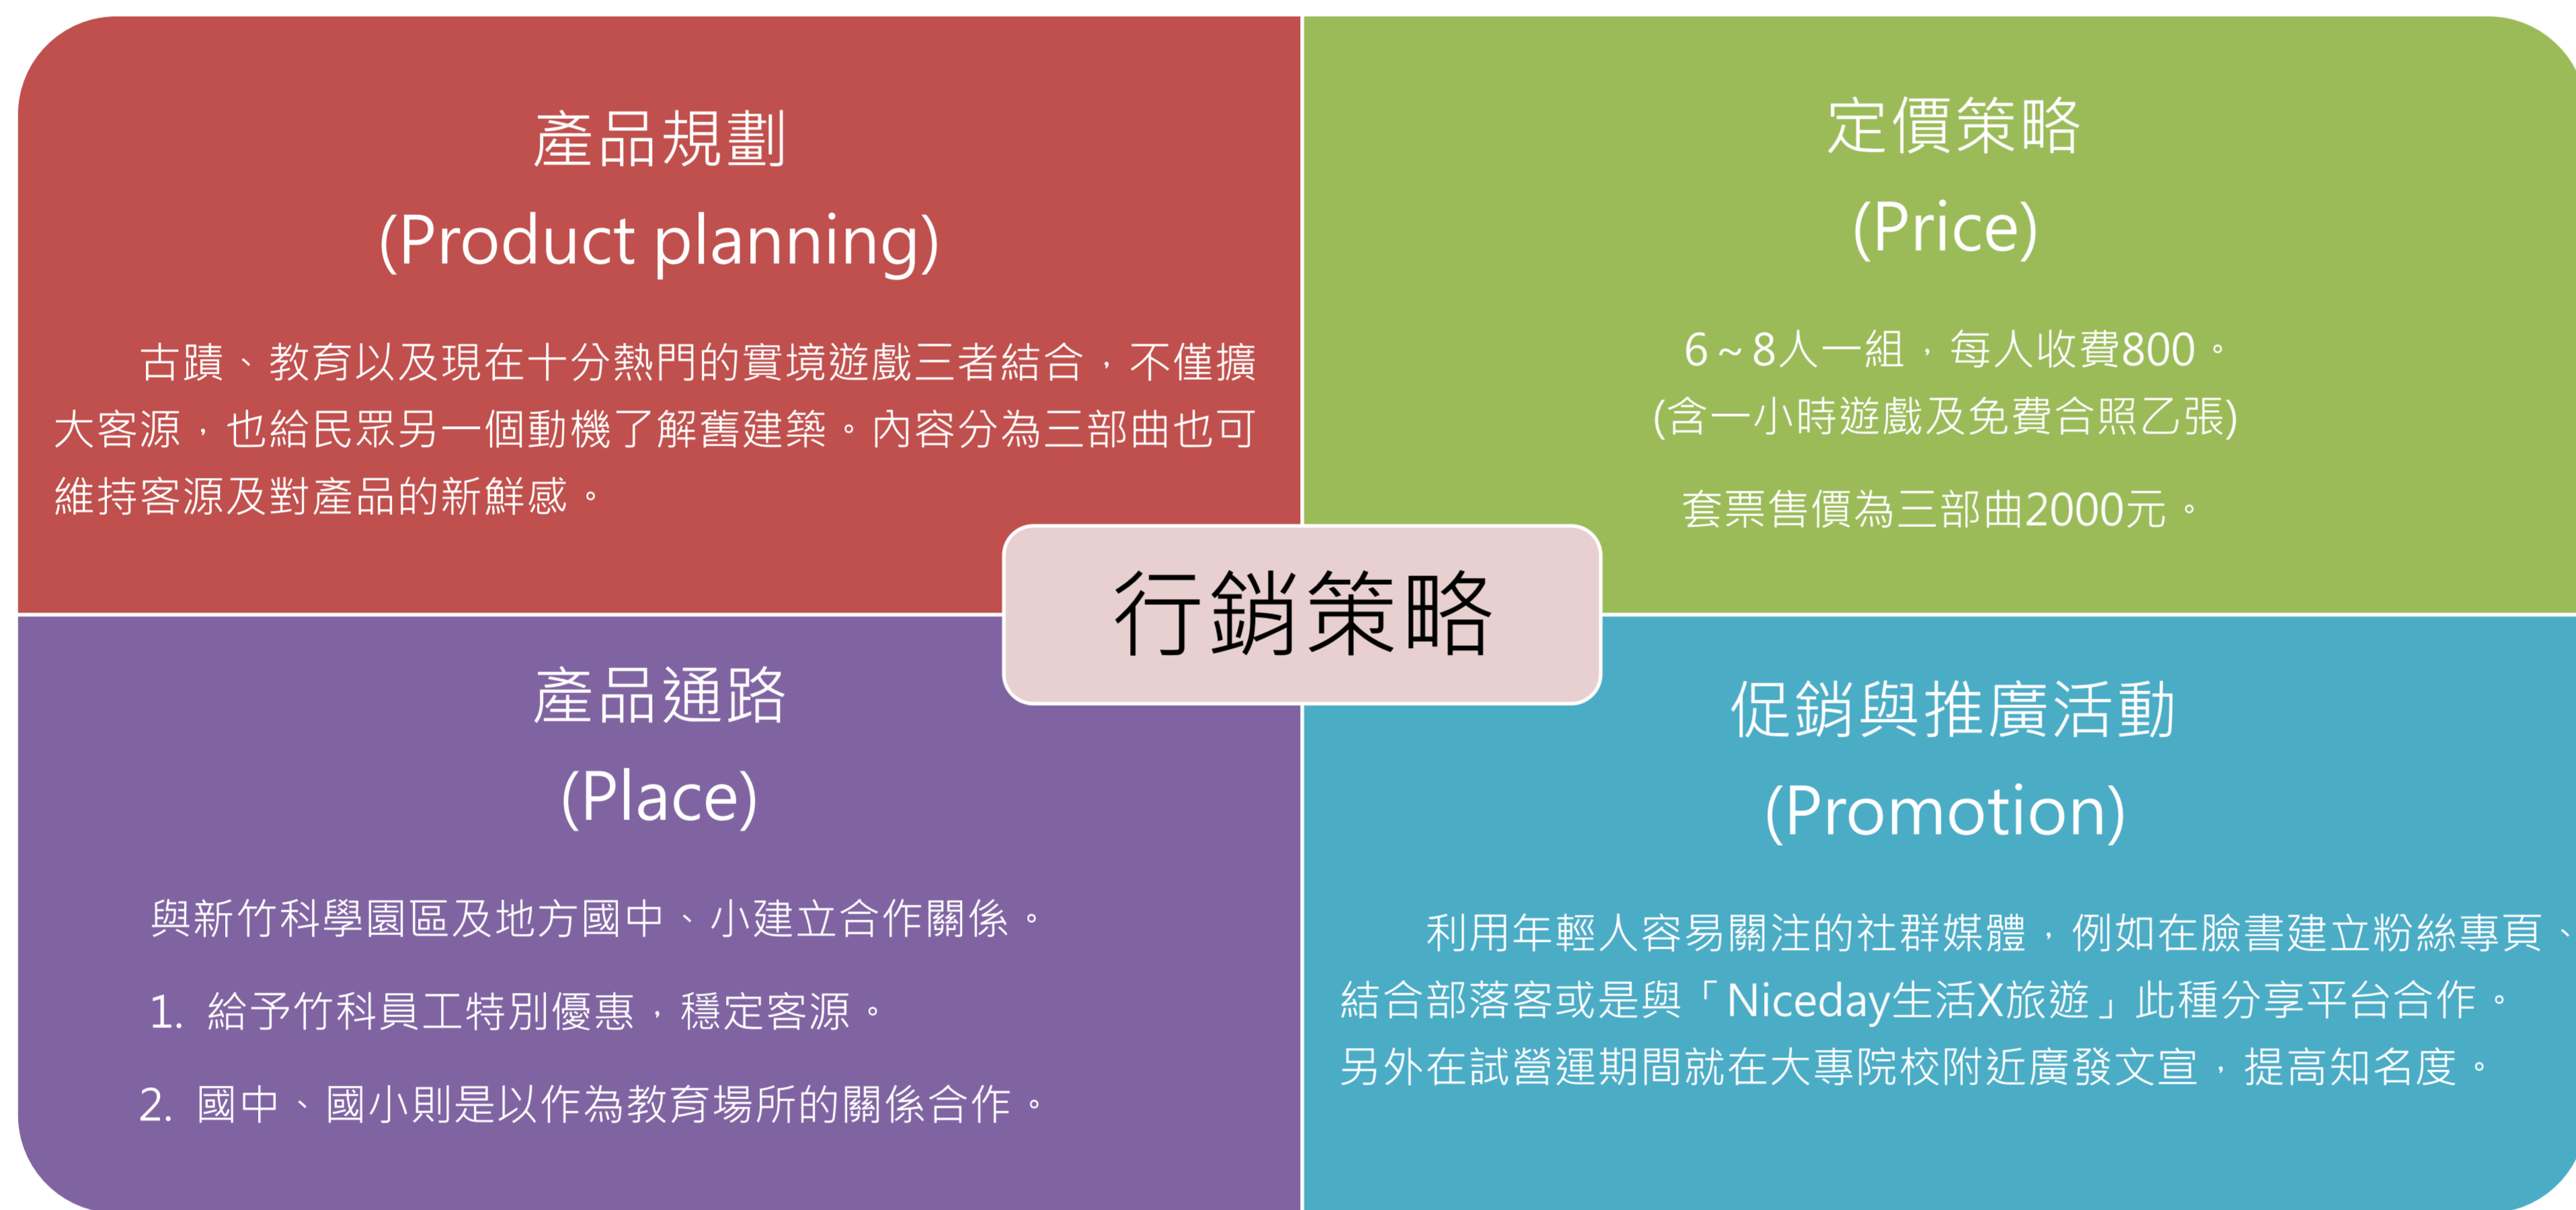 產品規劃
(Product planning)
古蹟、教育以及現在十分熱門的實境遊戲三者結合，不僅擴
大客源，也給民眾另一個動機了解舊建築。內容分為三部曲也可
維持客源及對產品的新鮮感。
定價策略
(Price)
6～8人一組，每人收費800。
(含一小時遊戲及免費合照乙張)
套票售價為三部曲2000元。
行銷策略
產品通路
(Place)
與新竹科學園區及地方國中、小建立合作關係。
1. 給予竹科員工特別優惠，穩定客源。
2. 國中、國小則是以作為教育場所的關係合作。
促銷與推廣活動
(Promotion)
利用年輕人容易關注的社群媒體，例如在臉書建立粉絲專頁、
結合部落客或是與「Niceday生活X旅遊」此種分享平台合作。
另外在試營運期間就在大專院校附近廣發文宣，提高知名度。